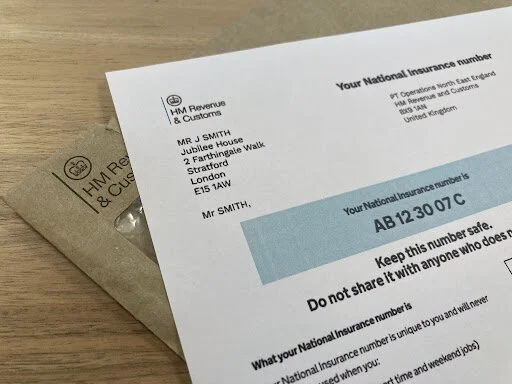 HM Revenue
& Customs
Your National Insurance number
PT Operations North East England
HM Revenue and Customs
BX9 1AN
United Kingdom
MR J SMITH
Jubilee House
2 Farthingale Walk
Stratford
London
E15 1AW
Mr SMITH,
Your National Insurance number is
AB 12 30 07 C
Keep this number safe.
Do not share it with anyone who does n
What your National Insurance number is
National Insurance number is unique to you and will never
used when you:
time and weekend jobs)
HM Rev
& Cus